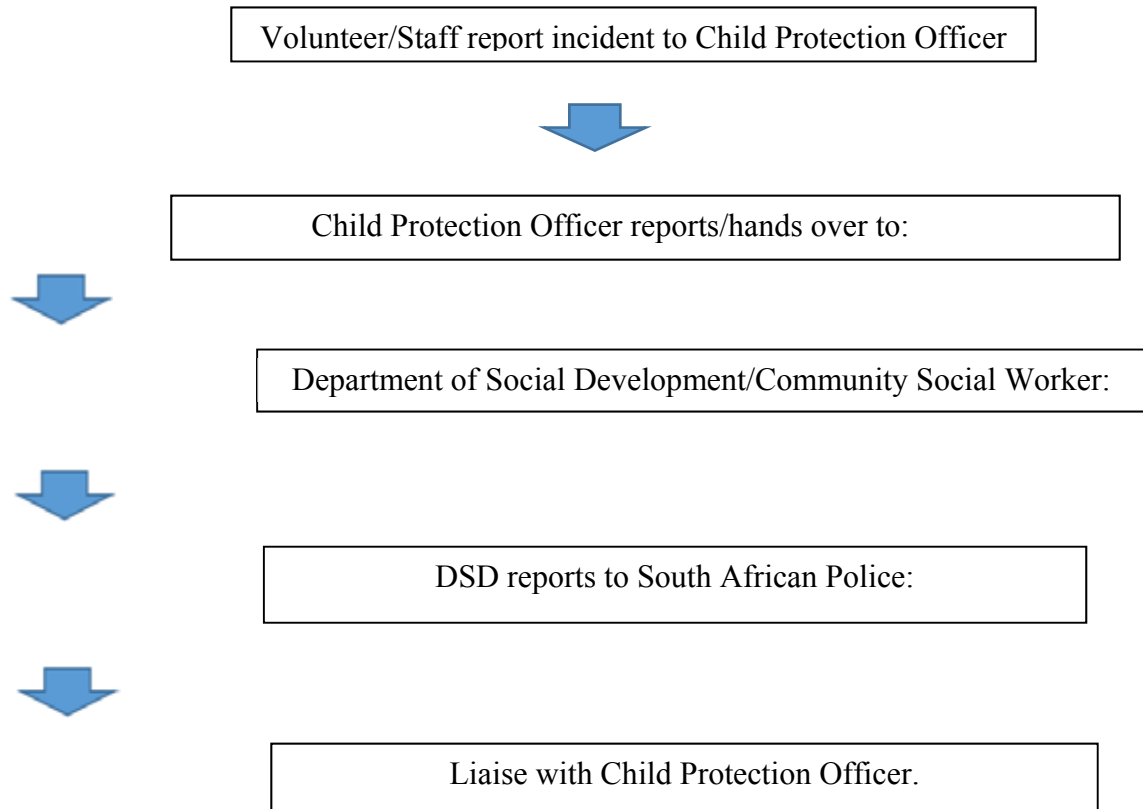 Volunteer/Staff report incident to Child Protection Officer
Child Protection Officer reports/hands over to:
Department of Social Development/Community Social Worker:
DSD reports to South African Police:
Liaise with Child Protection Officer.